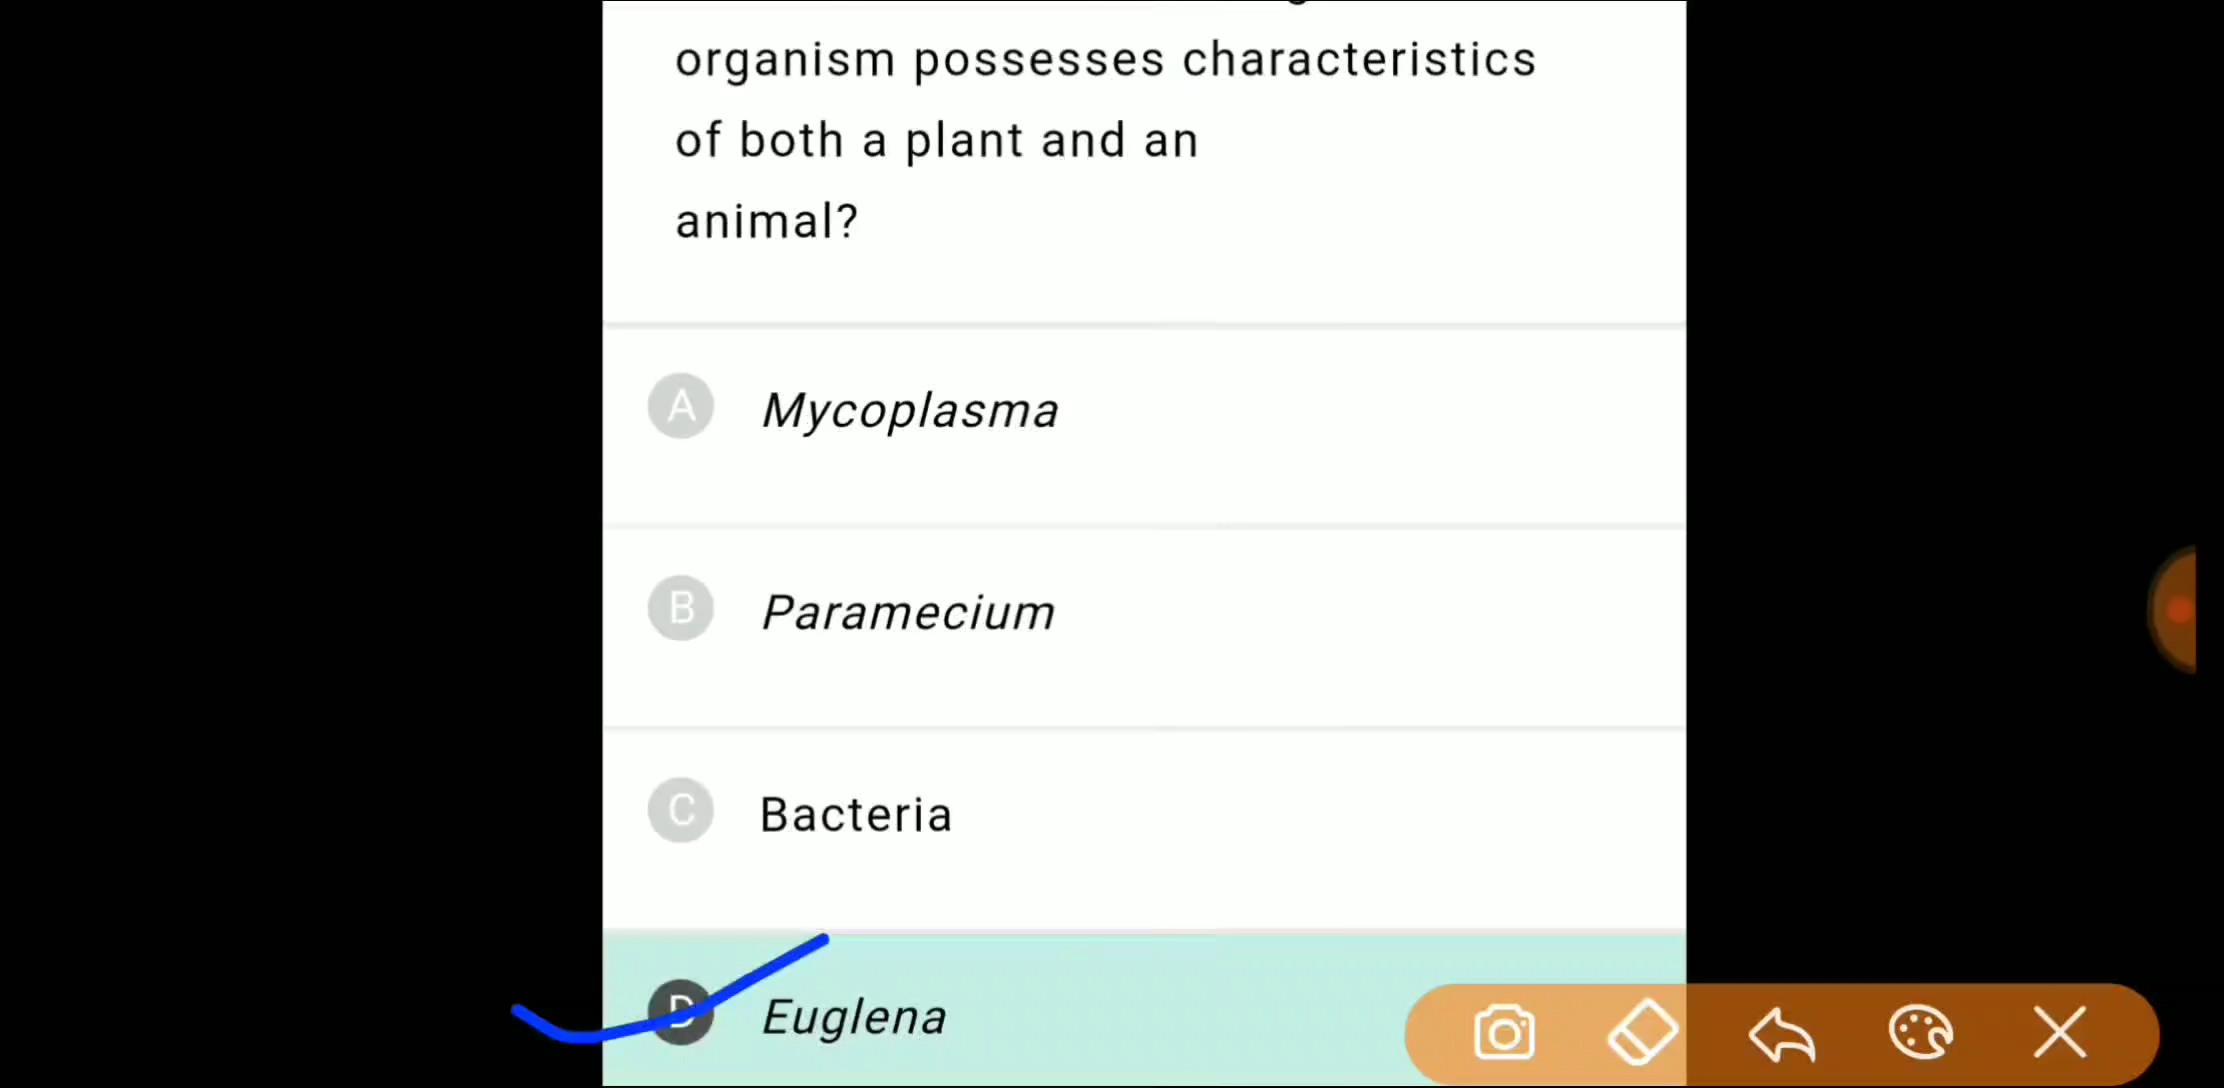 organism possesses characteristics
of both a plant and an
animal?
A Mycoplasma
B Paramecium
C Bacteria
D Euglena